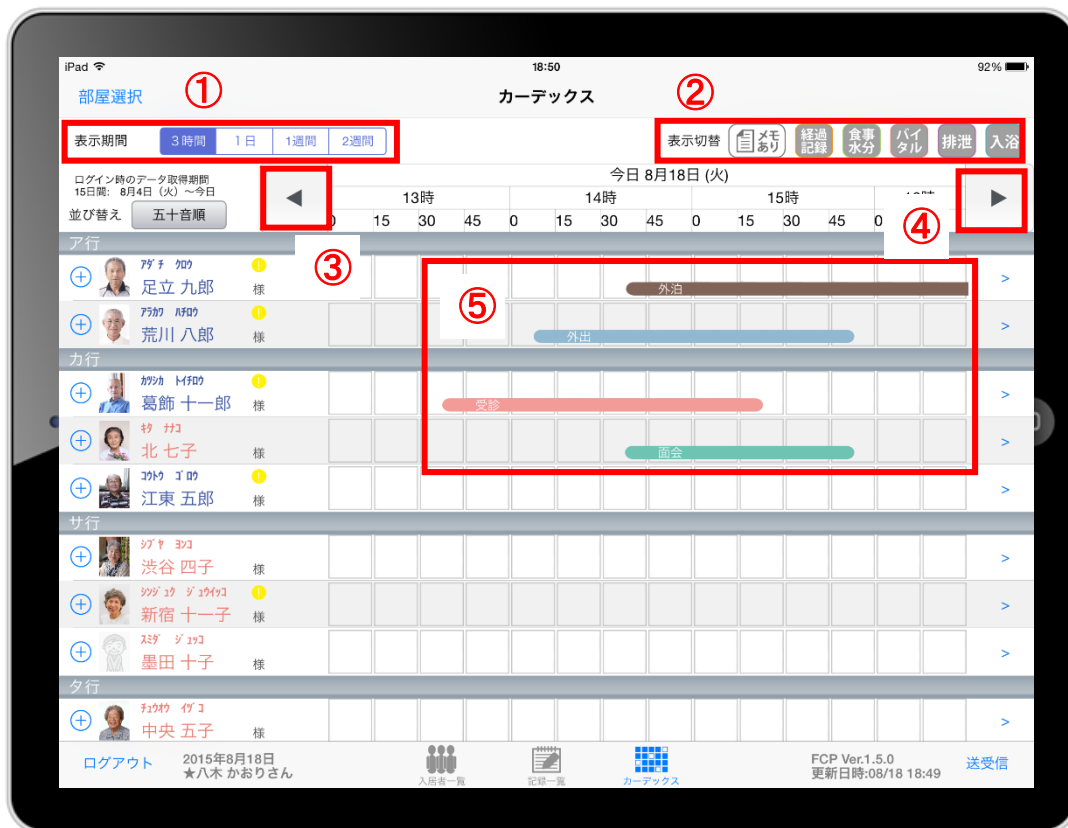 iPad 18:50 92%
部屋選択 ① カーデックス ②
表示期間 3時間 1日 1週間 2週間 表示切替 メモあり 経過記録 食事水分 バイタル 排泄 入浴
ログイン時のデータ取得期間
15日間: 8月4日(火)~今日
今日 8月18日 (火)
◀ 13時 14時 15時 ▶
並び替え 五十音順
0 15 30 45 0 15 30 45 0 15 30 45 0
③ ④ ⑤
ア行
アダチ クロウ
足立 九郎 様 外泊 >
アラカワ ハチロウ
荒川 八郎 様 外出 >
カ行
カツシカ トイチロウ
葛飾 十一郎 様 受診 >
キタ ナナコ
北 七子 様 面会 >
コウトウ ゴロウ
江東 五郎 様 >
サ行
シブヤ ヨンコ
渋谷 四子 様 >
シンジュク ジュウイッコ
新宿 十一子 様 >
スミダ ジュッコ
墨田 十子 様 >
タ行
チュウオウ イヅコ
中央 五子 様 >
ログアウト 2015年8月18日
★八木 かおりさん
入居者一覧 記録一覧 カーデックス
FCP Ver.1.5.0
更新日時:08/18 18:49
送受信